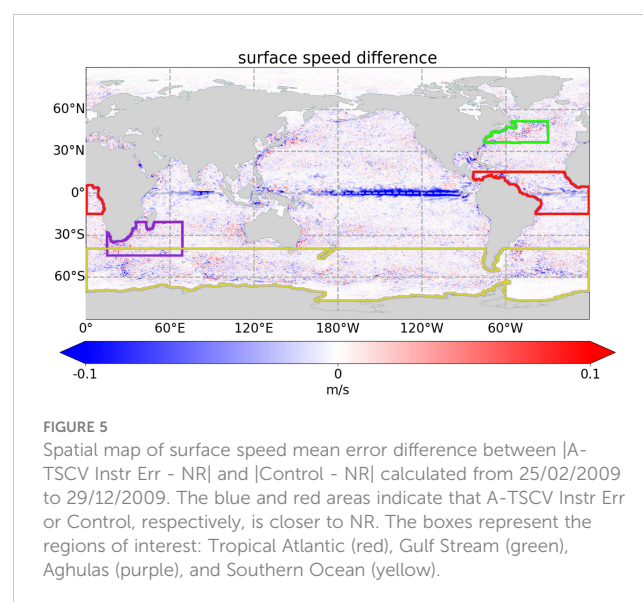 surface speed difference
60°N
30°N
0°
30°S
60°S
0° 60°E 120°E 180°W 120°W 60°W
-0.1 0 0.1
m/s
FIGURE 5
Spatial map of surface speed mean error difference between |A-
TSCV Instr Err - NR| and |Control - NR| calculated from 25/02/2009
to 29/12/2009. The blue and red areas indicate that A-TSCV Instr Err
or Control, respectively, is closer to NR. The boxes represent the
regions of interest: Tropical Atlantic (red), Gulf Stream (green),
Aghulas (purple), and Southern Ocean (yellow).